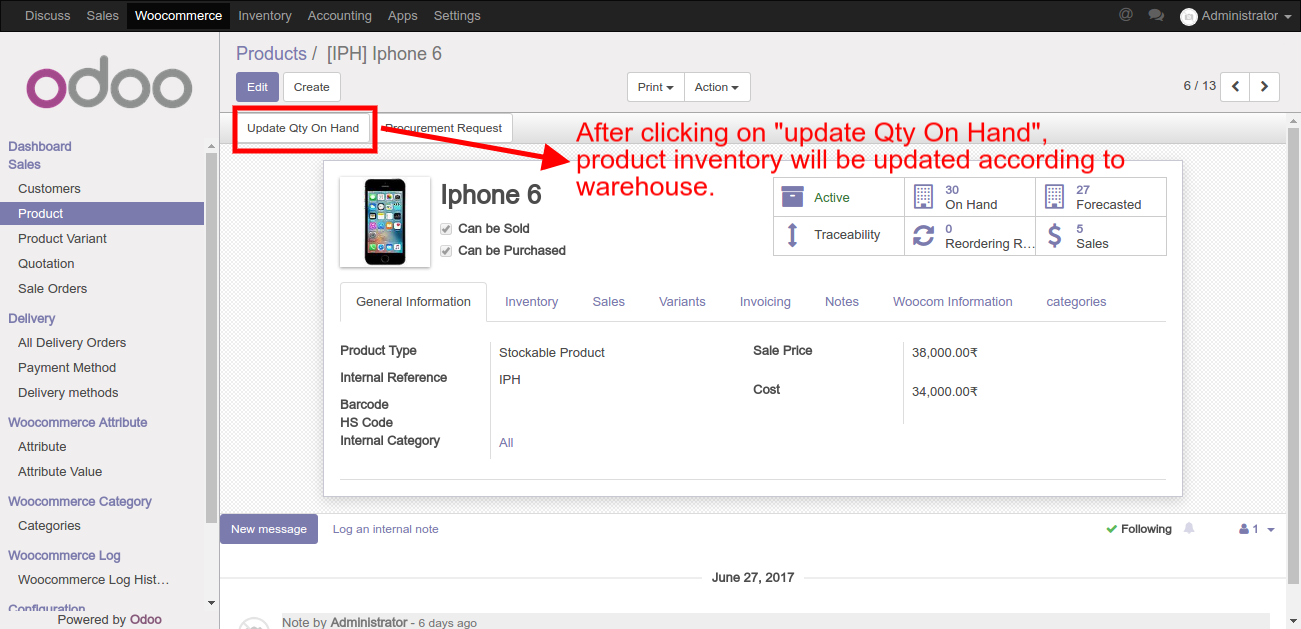 Discuss Sales Woocommerce Inventory Accounting Apps Settings @ Administrator
odoo
Dashboard
Sales
Customers
Product
Product Variant
Quotation
Sale Orders
Delivery
All Delivery Orders
Payment Method
Delivery methods
Woocommerce Attribute
Attribute
Attribute Value
Woocommerce Category
Categories
Woocommerce Log
Woocommerce Log Hist…
Configuration
Powered by Odoo
Products / [IPH] Iphone 6
Edit Create Print Action 6 / 13
Update Qty On Hand Procurement Request
After clicking on "update Qty On Hand",
product inventory will be updated according to
warehouse.
Iphone 6
Can be Sold
Can be Purchased
Active
30
On Hand
27
Forecasted
Traceability
0
Reordering R…
5
Sales
General Information Inventory Sales Variants Invoicing Notes Woocom Information categories
Product Type Stockable Product Sale Price 38,000.00₹
Internal Reference IPH Cost 34,000.00₹
Barcode
HS Code
Internal Category All
New message Log an internal note Following 1
June 27, 2017
Note by Administrator - 6 days ago